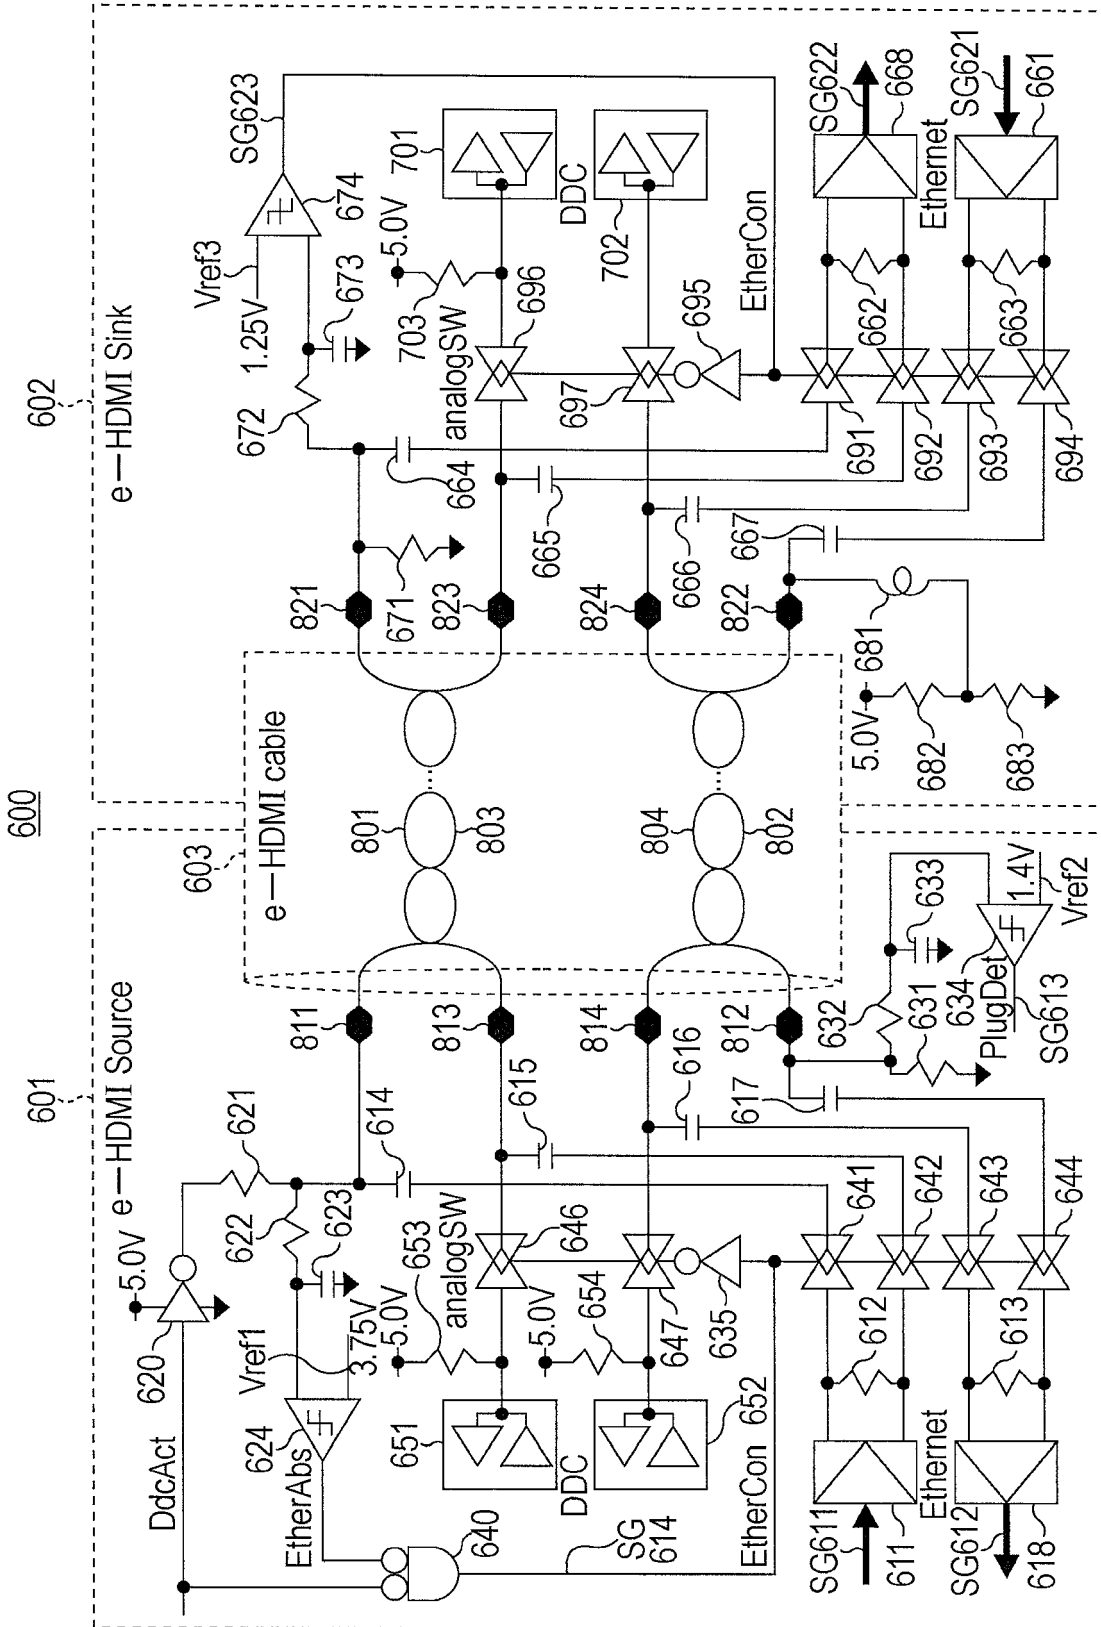 600
601
e—HDMI Source
602
e—HDMI Sink
603
e—HDMI cable
DdcAct
5.0V
620
621
622
623
Vref1
3.75V
624
EtherAbs
640
SG
614
EtherCon
614
615
616
617
811
813
814
812
5.0V
653
analogSW
646
5.0V
654
647
635
651
DDC
652
641
642
643
644
612
613
Ethernet
SG611
611
SG612
618
632
631
633
634
PlugDet
SG613
1.4V
Vref2
801
803
804
802
821
823
824
822
671
672
673
Vref3
1.25V
674
SG623
664
665
666
667
681
5.0V
682
683
5.0V
703
analogSW
696
697
695
701
DDC
702
EtherCon
691
692
693
694
662
663
Ethernet
SG622
668
SG621
661